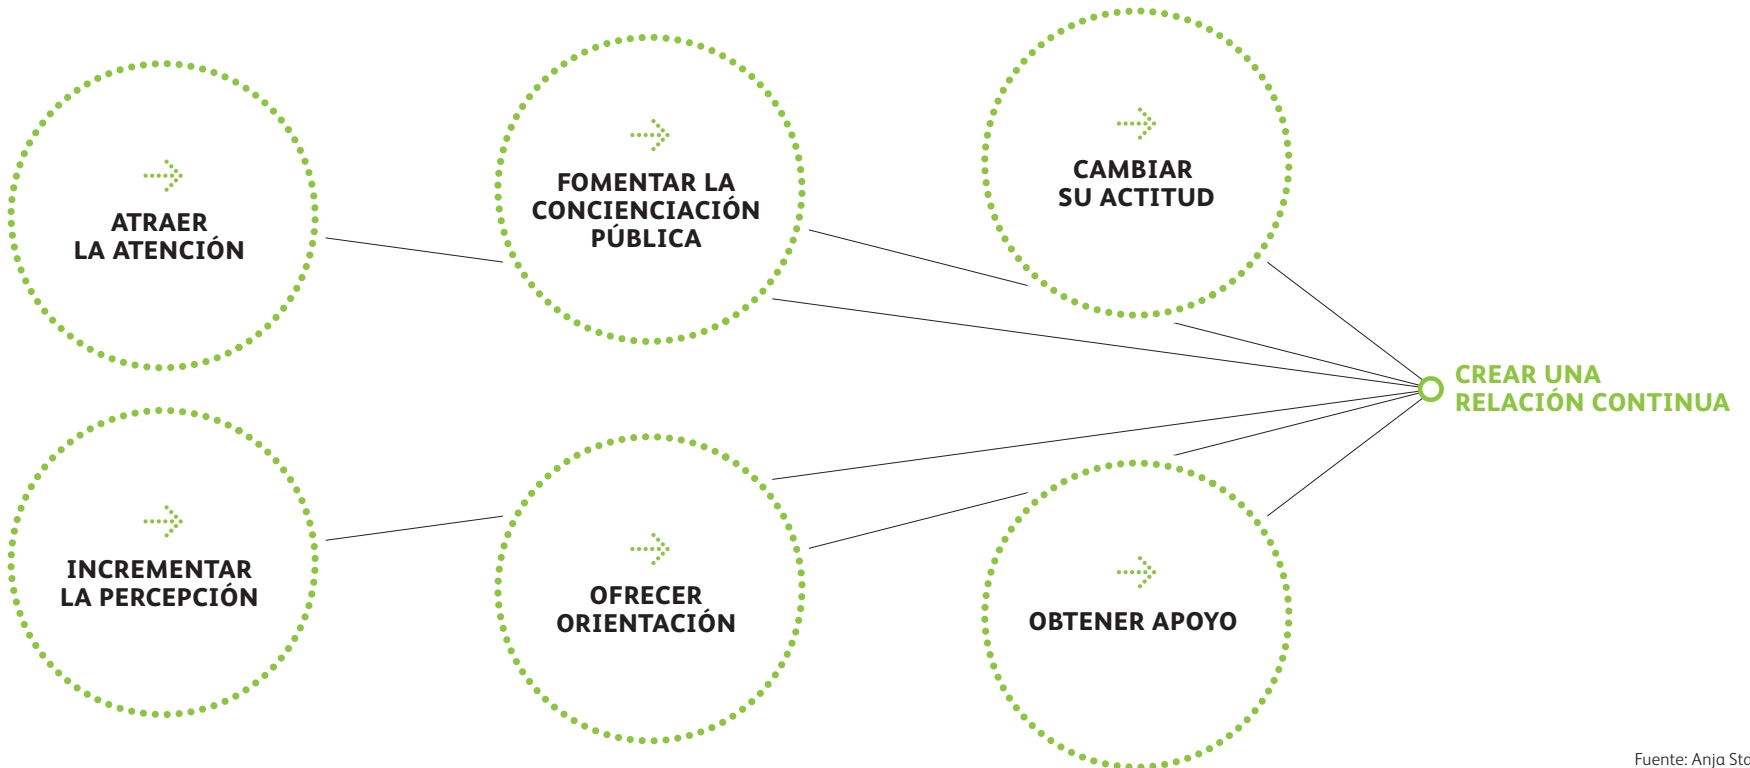 ATRAER
LA ATENCIÓN
FOMENTAR LA
CONCIENCIACIÓN
PÚBLICA
CAMBIAR
SU ACTITUD
CREAR UNA
RELACIÓN CONTINUA
INCREMENTAR
LA PERCEPCIÓN
OFRECER
ORIENTACIÓN
OBTENER APOYO
Fuente: Anja